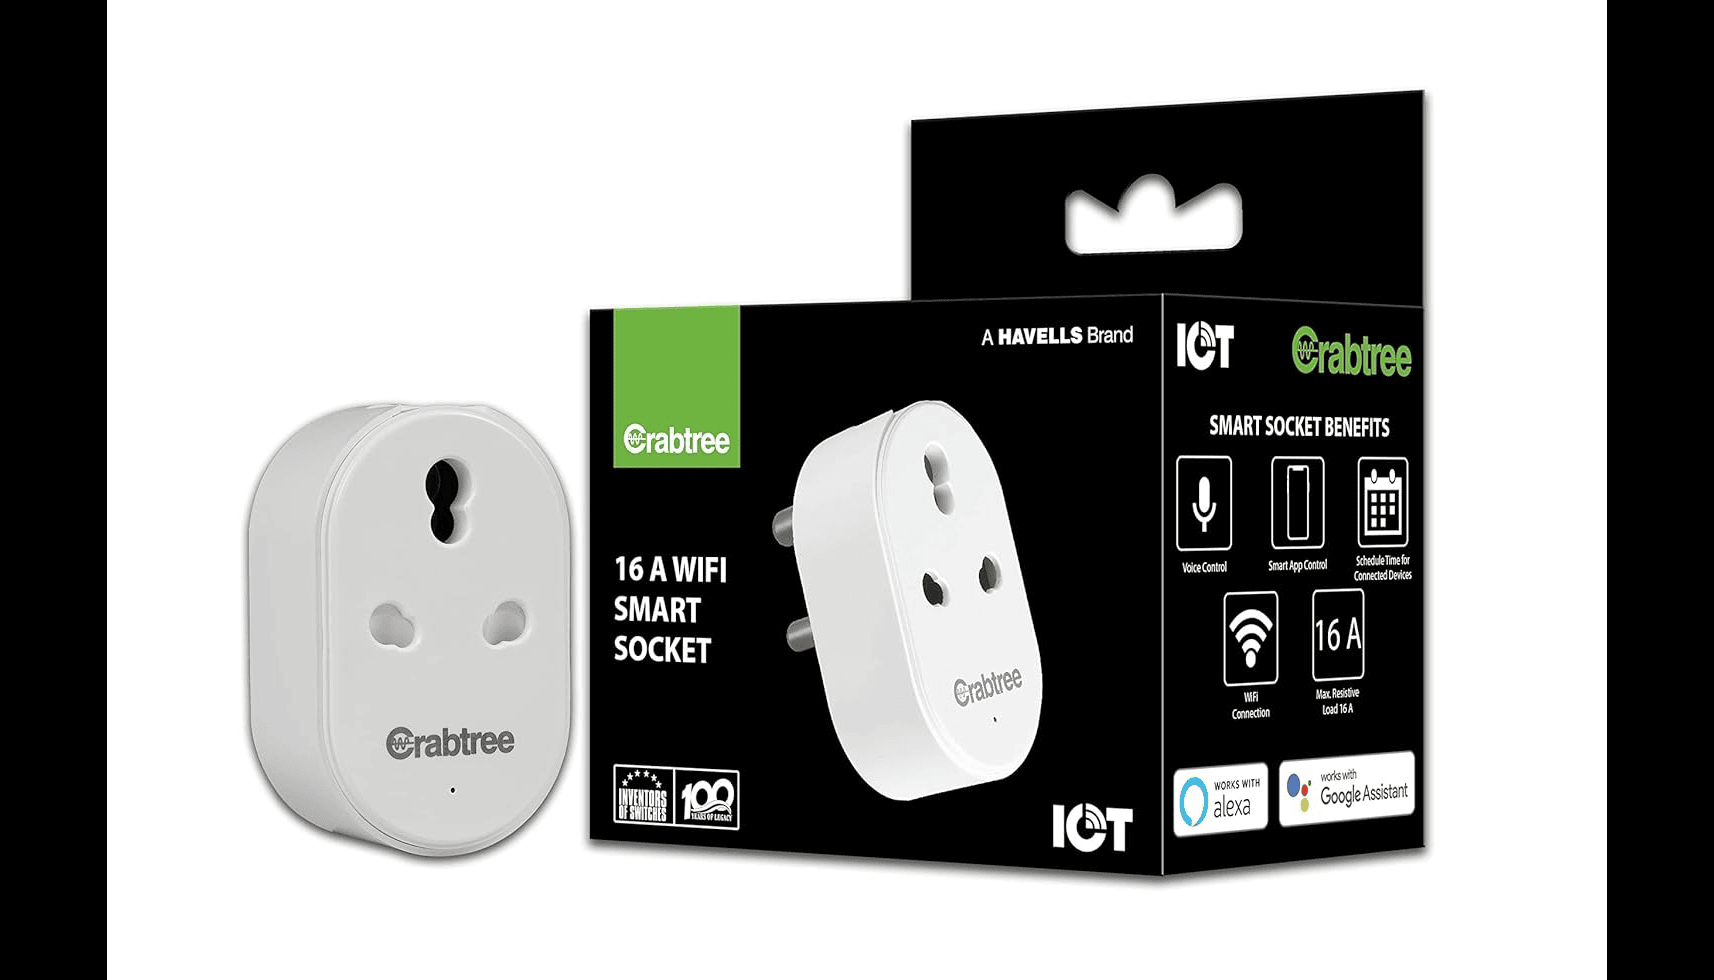 Crabtree
A HAVELLS Brand
Crabtree
16 A WIFI
SMART
SOCKET
Crabtree
INVENTORS
OF SWITCHES
100
YEARS OF LEGACY
IOT
IOT
Crabtree
SMART SOCKET BENEFITS
Voice Control
Smart App Control
Schedule Time for
Connected Devices
16 A
WiFi
Connection
Max. Resistive
Load 16 A
WORKS WITH
alexa
works with
Google Assistant